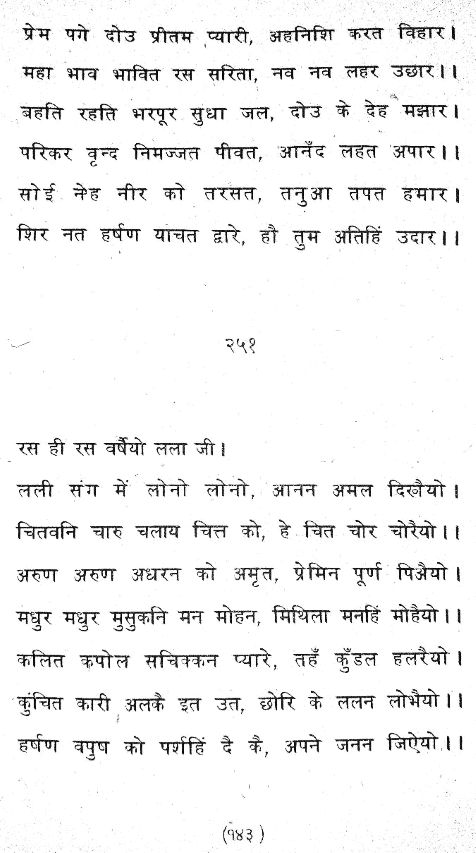 प्रेम पगे दोउ प्रीतम प्यारी, अहनिशि करत विहार।
महा भाव भावित रस सरिता, नव नव लहर उछार।।
बहति रहति भरपूर सुधा जल, दोउ के देह मझार।
परिकर वृन्द निमज्जत पीवत, आनँद लहत अपार।।
सोई नेह नीर को तरसत, तनुआ तपत हमार।
शिर नत हर्षण यांचत द्वारे, हौ तुम अतिहिं उदार।।
२५१
रस ही रस वर्षैयो लला जी।
लली संग में लोनो लोनो, आनन अमल दिखैयो।
चितवनि चारु चलाय चित्त को, हे चित चोर चोरैयो।।
अरुण अरुण अधरन को अमृत, प्रेमिन पूर्ण पिअैयो।
मधुर मधुर मुसुकनि मन मोहन, मिथिला मनहिं मोहैयो।।
कलित कपोल सचिक्कन प्यारे, तहँ कुँडल हलरैयो।
कुंचित कारी अलकै इत उत, छोरि के ललन लोभैयो।।
हर्षण वपुष को पर्शहिं दै कै, अपने जनन जिऐयो।।
(१४३)